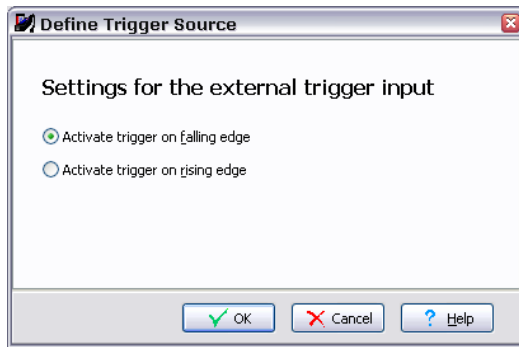 Define Trigger Source
Settings for the external trigger input
Activate trigger on falling edge
Activate trigger on rising edge
OK
Cancel
? Help